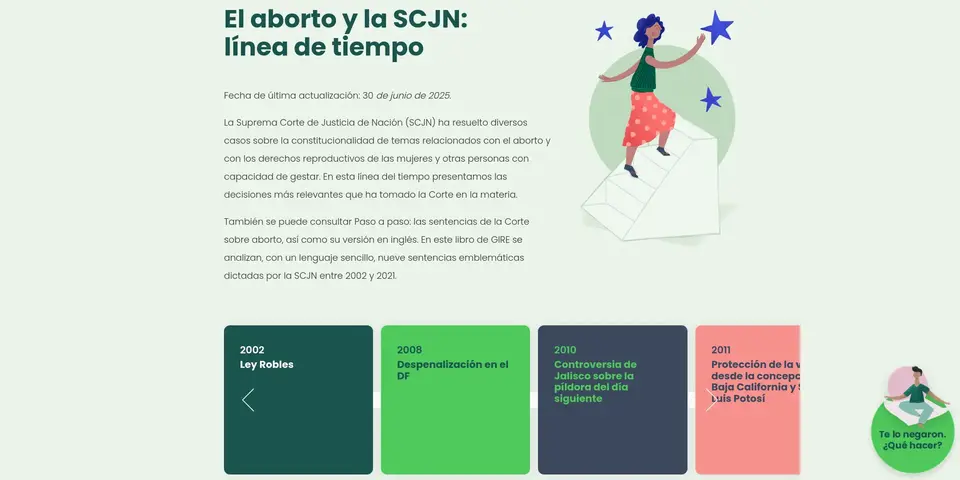 El aborto y la SCJN:
línea de tiempo
Fecha de última actualización: 30 de junio de 2025.
La Suprema Corte de Justicia de Nación (SCJN) ha resuelto diversos
casos sobre la constitucionalidad de temas relacionados con el aborto y
con los derechos reproductivos de las mujeres y otras personas con
capacidad de gestar. En esta línea del tiempo presentamos las
decisiones más relevantes que ha tomado la Corte en la materia.
También se puede consultar Paso a paso: las sentencias de la Corte
sobre aborto, así como su versión en inglés. En este libro de GIRE se
analizan, con un lenguaje sencillo, nueve sentencias emblemáticas
dictadas por la SCJN entre 2002 y 2021.
2002
Ley Robles
2008
Despenalización en el
DF
2010
Controversia de
Jalisco sobre la
píldora del día
siguiente
2011
Protección de la
desde la
Baja California y
Luis Potosí
Te lo negaron.
¿Qué hacer?